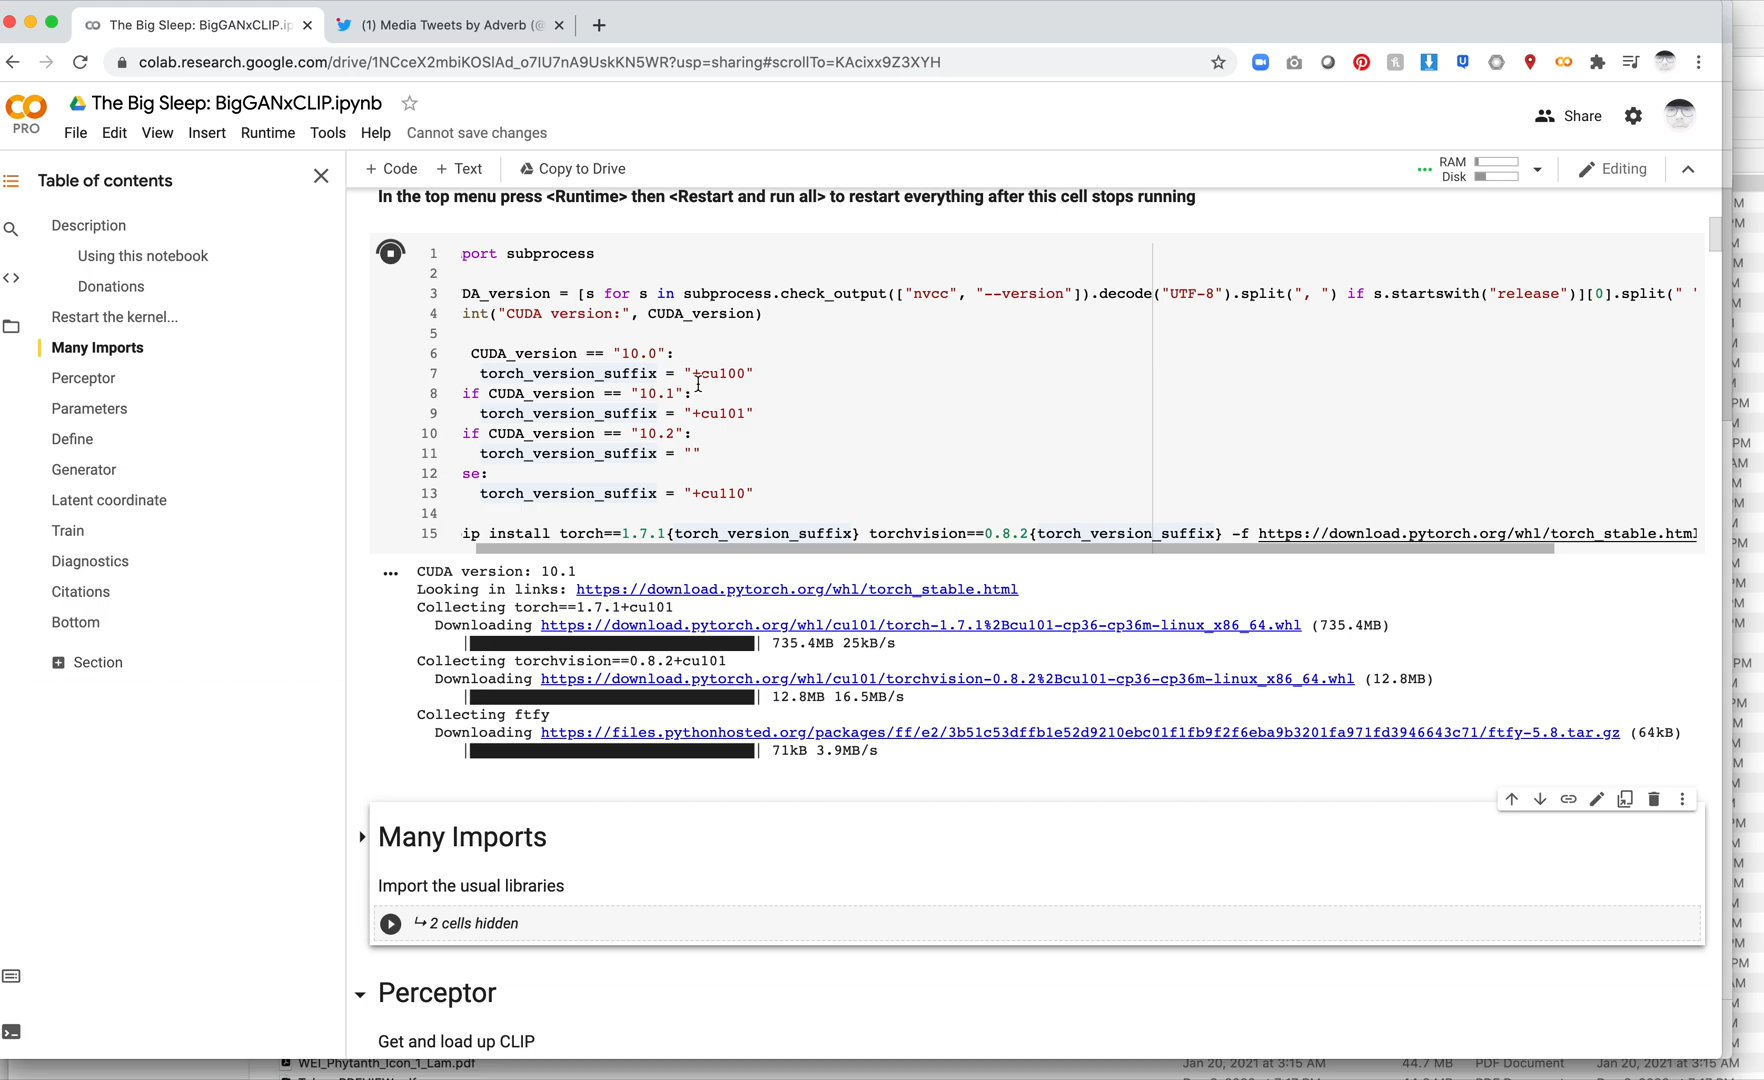 The Big Sleep: BigGANxCLIP.ip
(1) Media Tweets by Adverb (@
colab.research.google.com/drive/1NCceX2mbiKOSlAd_o7IU7nA9UskKN5WR?usp=sharing#scrollTo=KAcixx9Z3XYH
PRO
The Big Sleep: BigGANxCLIP.ipynb
File Edit View Insert Runtime Tools Help Cannot save changes
Share
Table of contents
Description
Using this notebook
Donations
Restart the kernel...
Many Imports
Perceptor
Parameters
Define
Generator
Latent coordinate
Train
Diagnostics
Citations
Bottom
Section
+ Code + Text Copy to Drive
RAM
Disk
Editing
In the top menu press <Runtime> then <Restart and run all> to restart everything after this cell stops running
1 port subprocess
2
3 DA_version = [s for s in subprocess.check_output(["nvcc", "--version"]).decode("UTF-8").split(", ") if s.startswith("release")][0].split(" "
4 int("CUDA version:", CUDA_version)
5
6 CUDA_version == "10.0":
7 torch_version_suffix = "+cu100"
8 if CUDA_version == "10.1":
9 torch_version_suffix = "+cu101"
10 if CUDA_version == "10.2":
11 torch_version_suffix = ""
12 se:
13 torch_version_suffix = "+cu110"
14
15 ip install torch==1.7.1{torch_version_suffix} torchvision==0.8.2{torch_version_suffix} -f https://download.pytorch.org/whl/torch_stable.html
CUDA version: 10.1
Looking in links: https://download.pytorch.org/whl/torch_stable.html
Collecting torch==1.7.1+cu101
Downloading https://download.pytorch.org/whl/cu101/torch-1.7.1%2Bcu101-cp36-cp36m-linux_x86_64.whl (735.4MB)
735.4MB 25kB/s
Collecting torchvision==0.8.2+cu101
Downloading https://download.pytorch.org/whl/cu101/torchvision-0.8.2%2Bcu101-cp36-cp36m-linux_x86_64.whl (12.8MB)
12.8MB 16.5MB/s
Collecting ftfy
Downloading https://files.pythonhosted.org/packages/ff/e2/3b51c53dffb1e52d9210ebc01f1fb9f2f6eba9b3201fa971fd3946643c71/ftfy-5.8.tar.gz (64kB)
71kB 3.9MB/s
Many Imports
Import the usual libraries
2 cells hidden
Perceptor
Get and load up CLIP
WEI_Phytanth_Icon_1_Lam.pdf Jan 20, 2021 at 3:15 AM 44.7 MB PDF Document Jan 20, 2021 at 3:15 AM